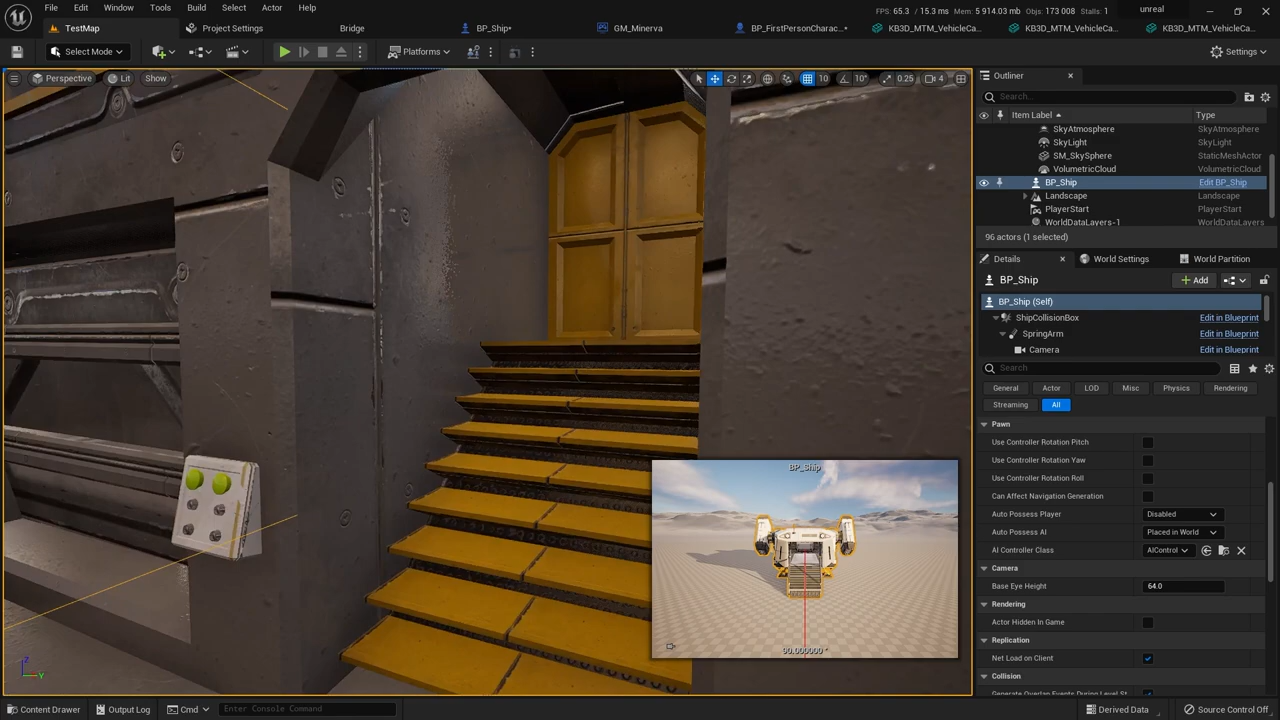 File Edit Window Tools Build Select Actor Help
FPS: 65.3 / 15.3 ms Mem: 5 914.03 mb Objs: 173 008 Stalls: 1
unreal
TestMap
Project Settings
Bridge
BP_Ship*
GM_Minerva
BP_FirstPersonCharac...*
KB3D_MTM_VehicleCa...
KB3D_MTM_VehicleCa...
KB3D_MTM_VehicleCa...
Select Mode
Platforms
Settings
Perspective
Lit
Show
10
10°
0.25
4
BP_Ship
90.000000 °
Z
Y
Outliner
Search...
Item Label
Type
SkyAtmosphere SkyAtmosphere
SkyLight SkyLight
SM_SkySphere StaticMeshActor
VolumetricCloud VolumetricCloud
BP_Ship Edit BP_Ship
Landscape Landscape
PlayerStart PlayerStart
WorldDataLayers-1 WorldDataLayers
96 actors (1 selected)
Details
World Settings
World Partition
BP_Ship
Add
BP_Ship (Self)
ShipCollisionBox Edit in Blueprint
SpringArm Edit in Blueprint
Camera Edit in Blueprint
Search
General
Actor
LOD
Misc
Physics
Rendering
Streaming
All
Pawn
Use Controller Rotation Pitch
Use Controller Rotation Yaw
Use Controller Rotation Roll
Can Affect Navigation Generation
Auto Possess Player Disabled
Auto Possess AI Placed in World
AI Controller Class AIControl
Camera
Base Eye Height 64.0
Rendering
Actor Hidden In Game
Replication
Net Load on Client
Collision
Generate Overlap Events During Level St
Content Drawer
Output Log
Cmd
Enter Console Command
Derived Data
Source Control Off